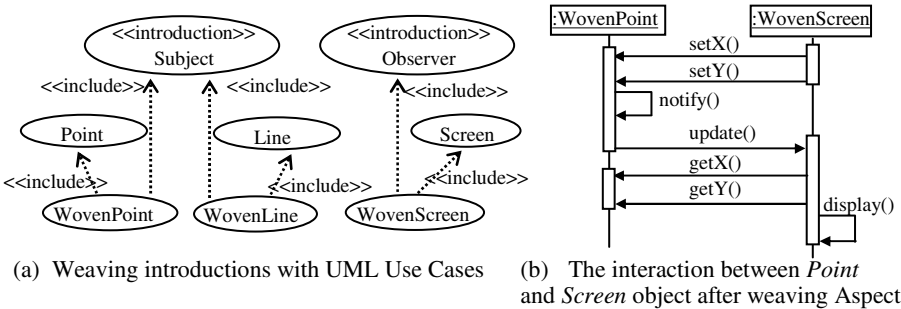 <<introduction>>
Subject
<<introduction>>
Observer
<<include>>
<<include>>
<<include>>
Point
Line
Screen
<<include>>
<<include>>
<<include>>
WovenPoint
WovenLine
WovenScreen
(a) Weaving introductions with UML Use Cases
:WovenPoint
:WovenScreen
setX()
setY()
notify()
update()
getX()
getY()
display()
(b) The interaction between Point
and Screen object after weaving Aspect